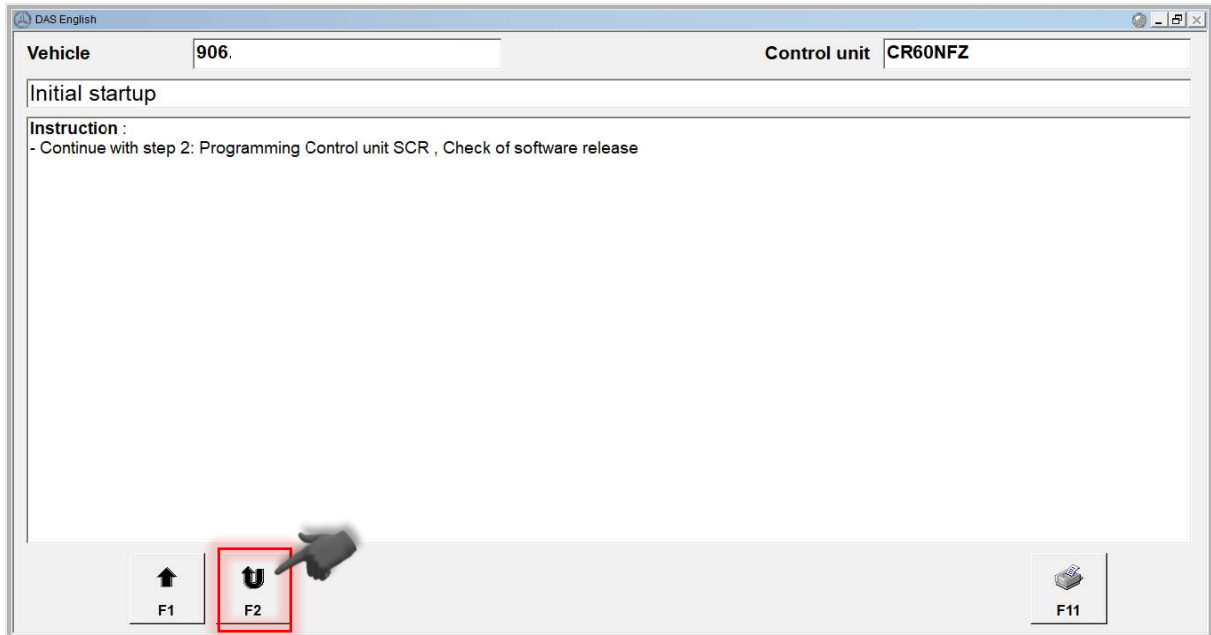 DAS English
Vehicle 906. Control unit CR60NFZ
Initial startup
Instruction :
- Continue with step 2: Programming Control unit SCR , Check of software release
F1 F2 F11